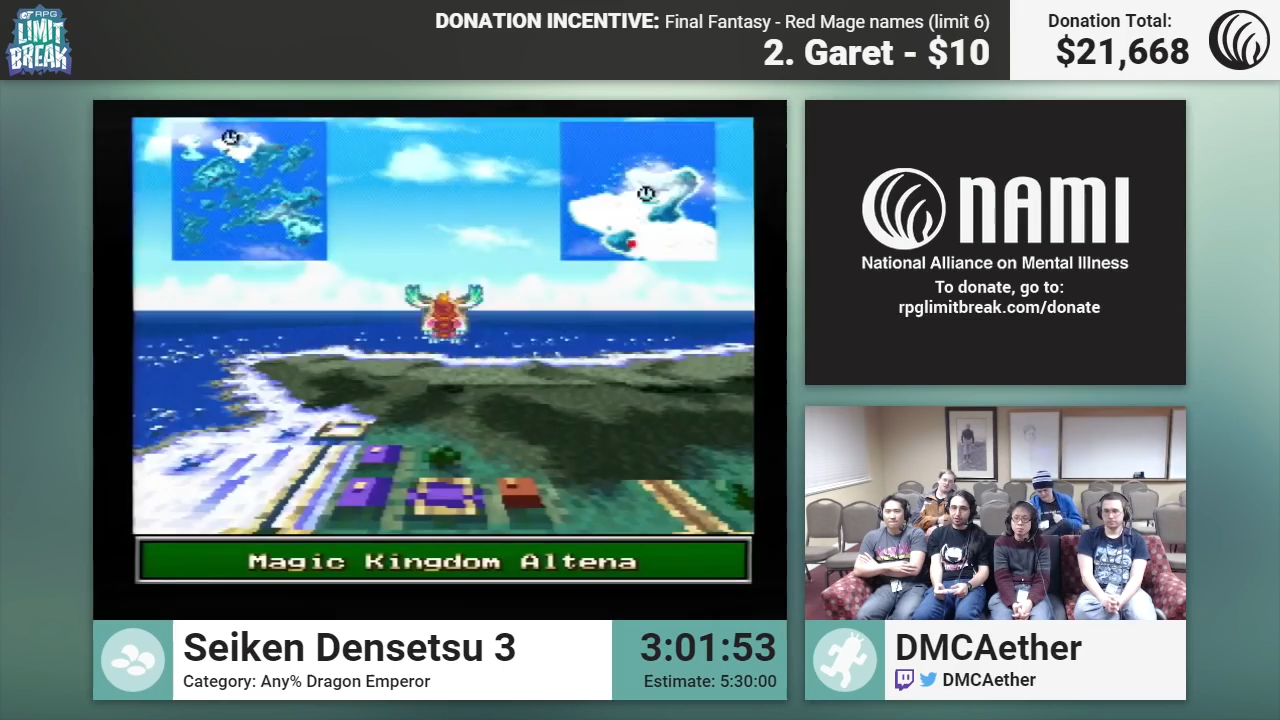 RPG
LIMIT
BREAK
DONATION INCENTIVE: Final Fantasy - Red Mage names (limit 6)
2. Garet - $10
Donation Total:
$21,668
NAMI
National Alliance on Mental Illness
To donate, go to:
rpglimitbreak.com/donate
Magic Kingdom Altena
Seiken Densetsu 3
Category: Any% Dragon Emperor
3:01:53
Estimate: 5:30:00
DMCAether
DMCAether